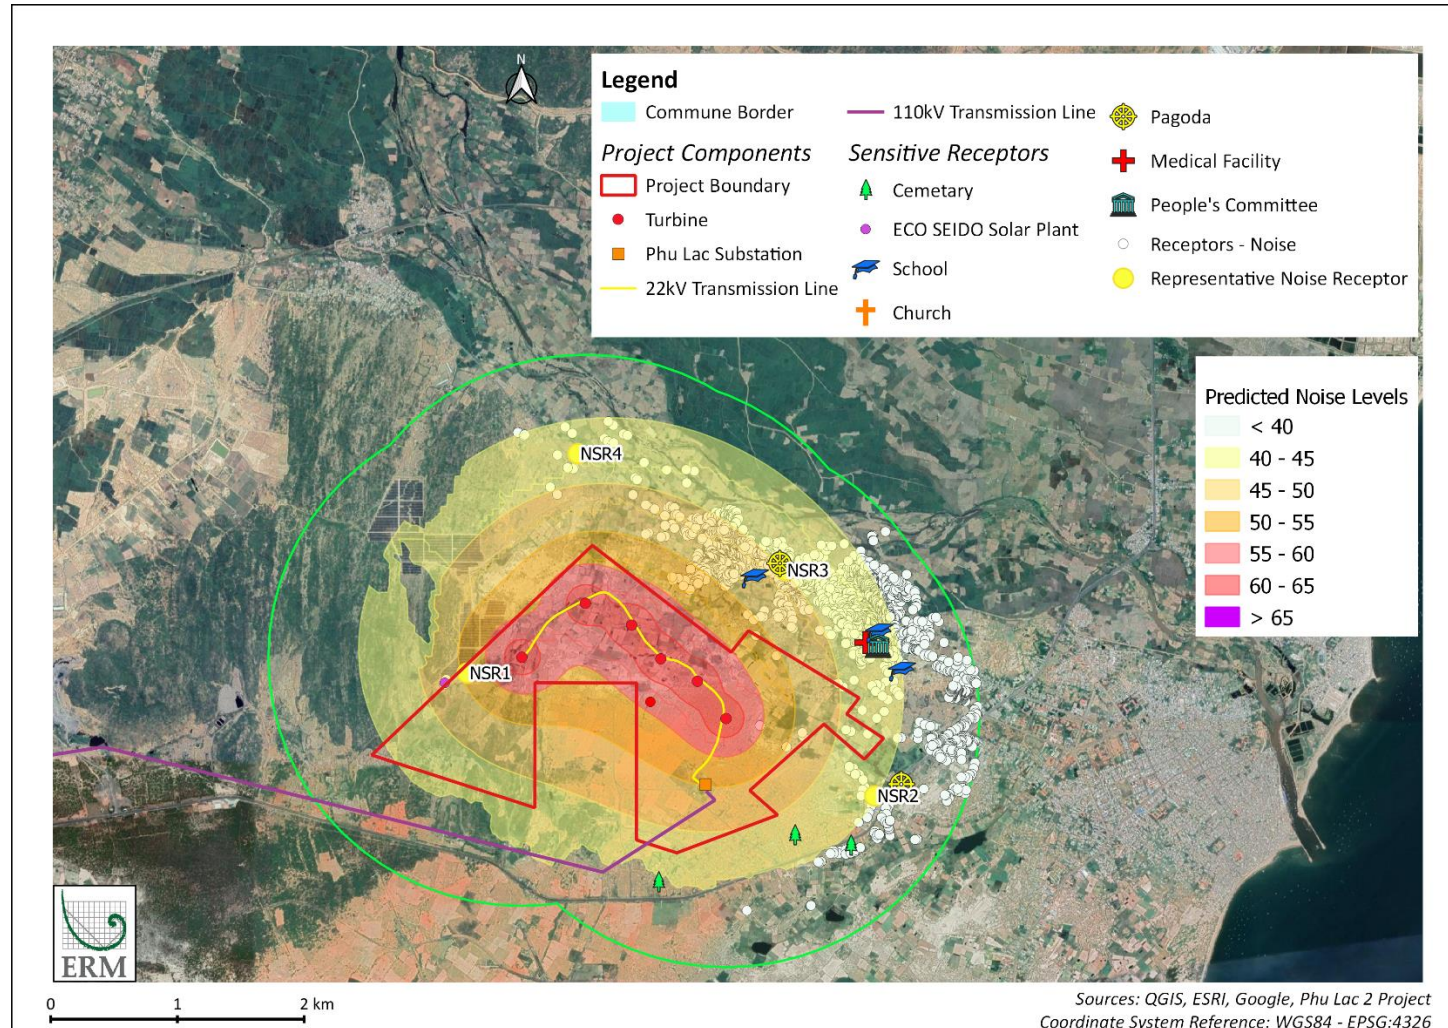 N
Legend
Commune Border
Project Components
Project Boundary
Turbine
Phu Lac Substation
22kV Transmission Line
110kV Transmission Line
Sensitive Receptors
Cemetary
ECO SEIDO Solar Plant
School
Church
Pagoda
Medical Facility
People's Committee
Receptors - Noise
Representative Noise Receptor
Predicted Noise Levels
< 40
40 - 45
45 - 50
50 - 55
55 - 60
60 - 65
> 65
NSR4
NSR3
NSR1
NSR2
ERM
0 1 2 km
Sources: QGIS, ESRI, Google, Phu Lac 2 Project
Coordinate System Reference: WGS84 - EPSG:4326